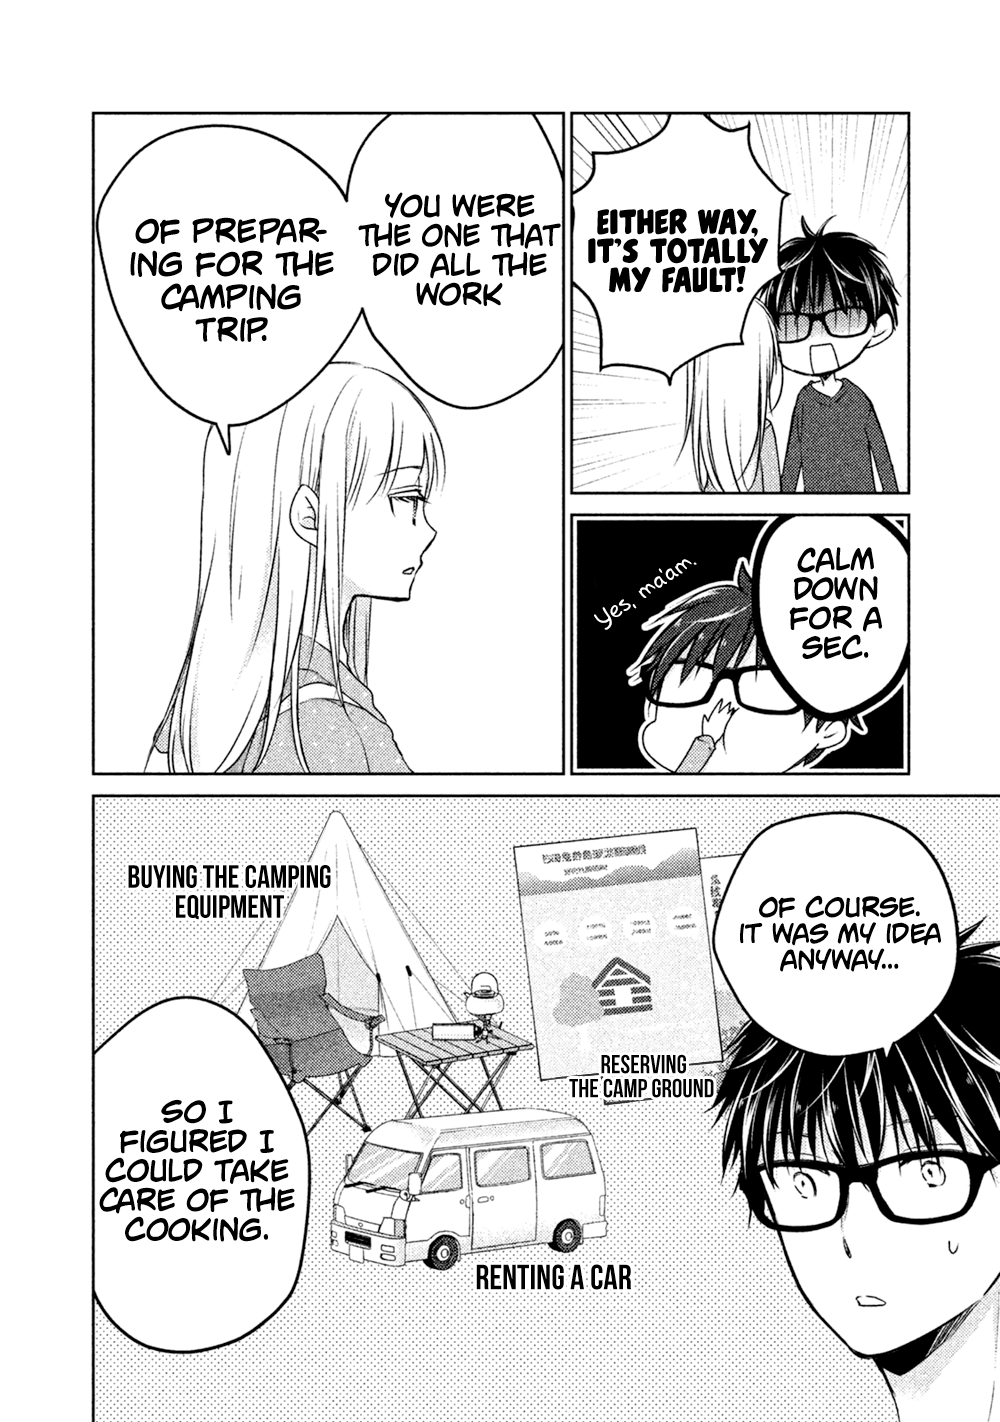 EITHER WAY,
IT'S TOTALLY
MY FAULT!
CALM
DOWN
FOR A
SEC.
Yes, ma'am.
YOU WERE
THE ONE THAT
DID ALL THE
WORK
OF PREPAR-
ING FOR THE
CAMPING
TRIP.
OF COURSE.
IT WAS MY IDEA
ANYWAY...
RESERVING
THE CAMP GROUND
BUYING THE CAMPING
EQUIPMENT
RENTING A CAR
SO I
FIGURED I
COULD TAKE
CARE OF THE
COOKING.